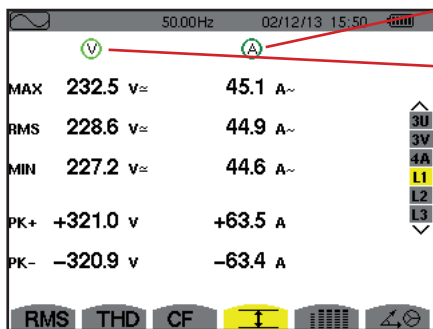 50.00Hz 02/12/13 15:50
V A
MAX 232.5 V≃ 45.1 A~
RMS 228.6 V≃ 44.9 A~
MIN 227.2 V≃ 44.6 A~
PK+ +321.0 V +63.5 A
PK- −320.9 V −63.4 A
3U
3V
4A
L1
L2
L3
RMS THD CF